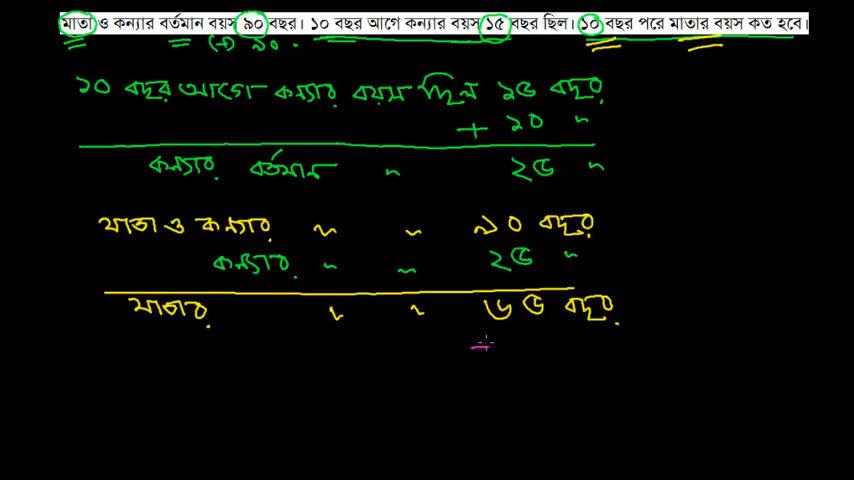 মাতা ও কন্যার বর্তমান বয়স ৯০ বছর। ১০ বছর আগে কন্যার বয়স ১৫ বছর ছিল। ১০ বছর পরে মাতার বয়স কত হবে।
(+) ৯০.
১০ বছর আগে কন্যার বয়স ছিল ১৫ বছর
+ ১০ "
কন্যার বর্তমান " ২৫ "
মাতা ও কন্যার " " ৯০ বছর
কন্যার " " ২৫ "
মাতার " " ৬৫ বছর